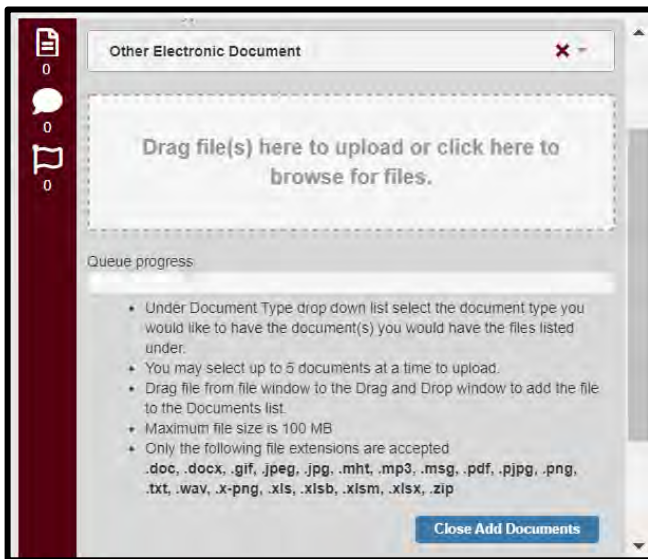 0
0
0
Other Electronic Document
Drag file(s) here to upload or click here to
browse for files.
Queue progress
• Under Document Type drop down list select the document type you
would like to have the document(s) you would have the files listed
under.
• You may select up to 5 documents at a time to upload.
• Drag file from file window to the Drag and Drop window to add the file
to the Documents list.
• Maximum file size is 100 MB
• Only the following file extensions are accepted
.doc, .docx, .gif, .jpeg, .jpg, .mht, .mp3, .msg, .pdf, .pjpg, .png,
.txt, .wav, .x-png, .xls, .xlsb, .xlsm, .xlsx, .zip
Close Add Documents